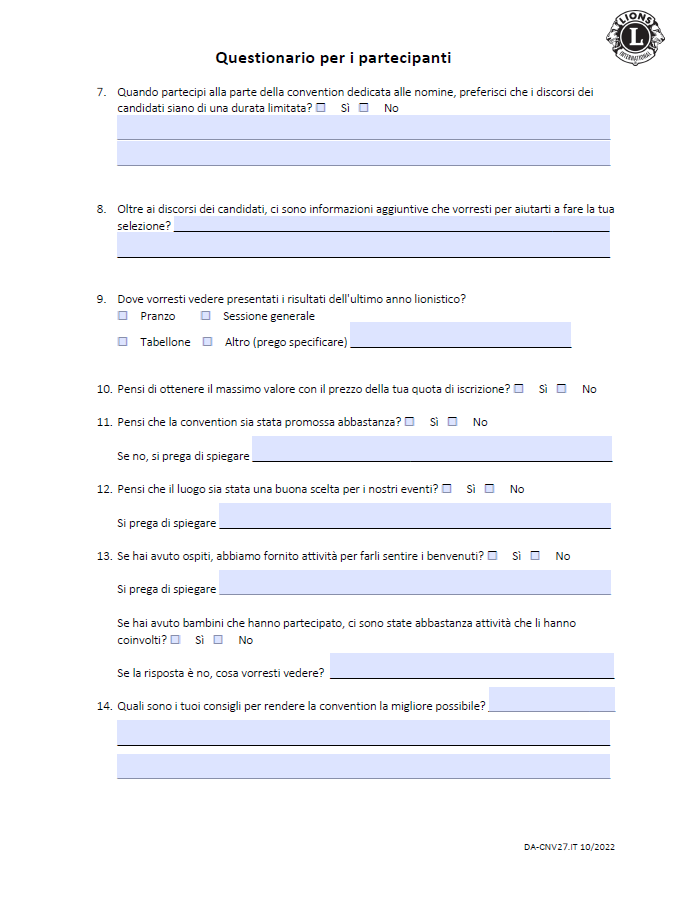 LIONS
L
INTERNATIONAL
Questionario per i partecipanti
7. Quando partecipi alla parte della convention dedicata alle nomine, preferisci che i discorsi dei
candidati siano di una durata limitata? Sì No
8. Oltre ai discorsi dei candidati, ci sono informazioni aggiuntive che vorresti per aiutarti a fare la tua
selezione?
9. Dove vorresti vedere presentati i risultati dell'ultimo anno lionistico?
Pranzo Sessione generale
Tabellone Altro (prego specificare)
10. Pensi di ottenere il massimo valore con il prezzo della tua quota di iscrizione? Sì No
11. Pensi che la convention sia stata promossa abbastanza? Sì No
Se no, si prega di spiegare
12. Pensi che il luogo sia stata una buona scelta per i nostri eventi? Sì No
Si prega di spiegare
13. Se hai avuto ospiti, abbiamo fornito attività per farli sentire i benvenuti? Sì No
Si prega di spiegare
Se hai avuto bambini che hanno partecipato, ci sono state abbastanza attività che li hanno
coinvolti? Sì No
Se la risposta è no, cosa vorresti vedere?
14. Quali sono i tuoi consigli per rendere la convention la migliore possibile?
DA-CNV27.IT 10/2022